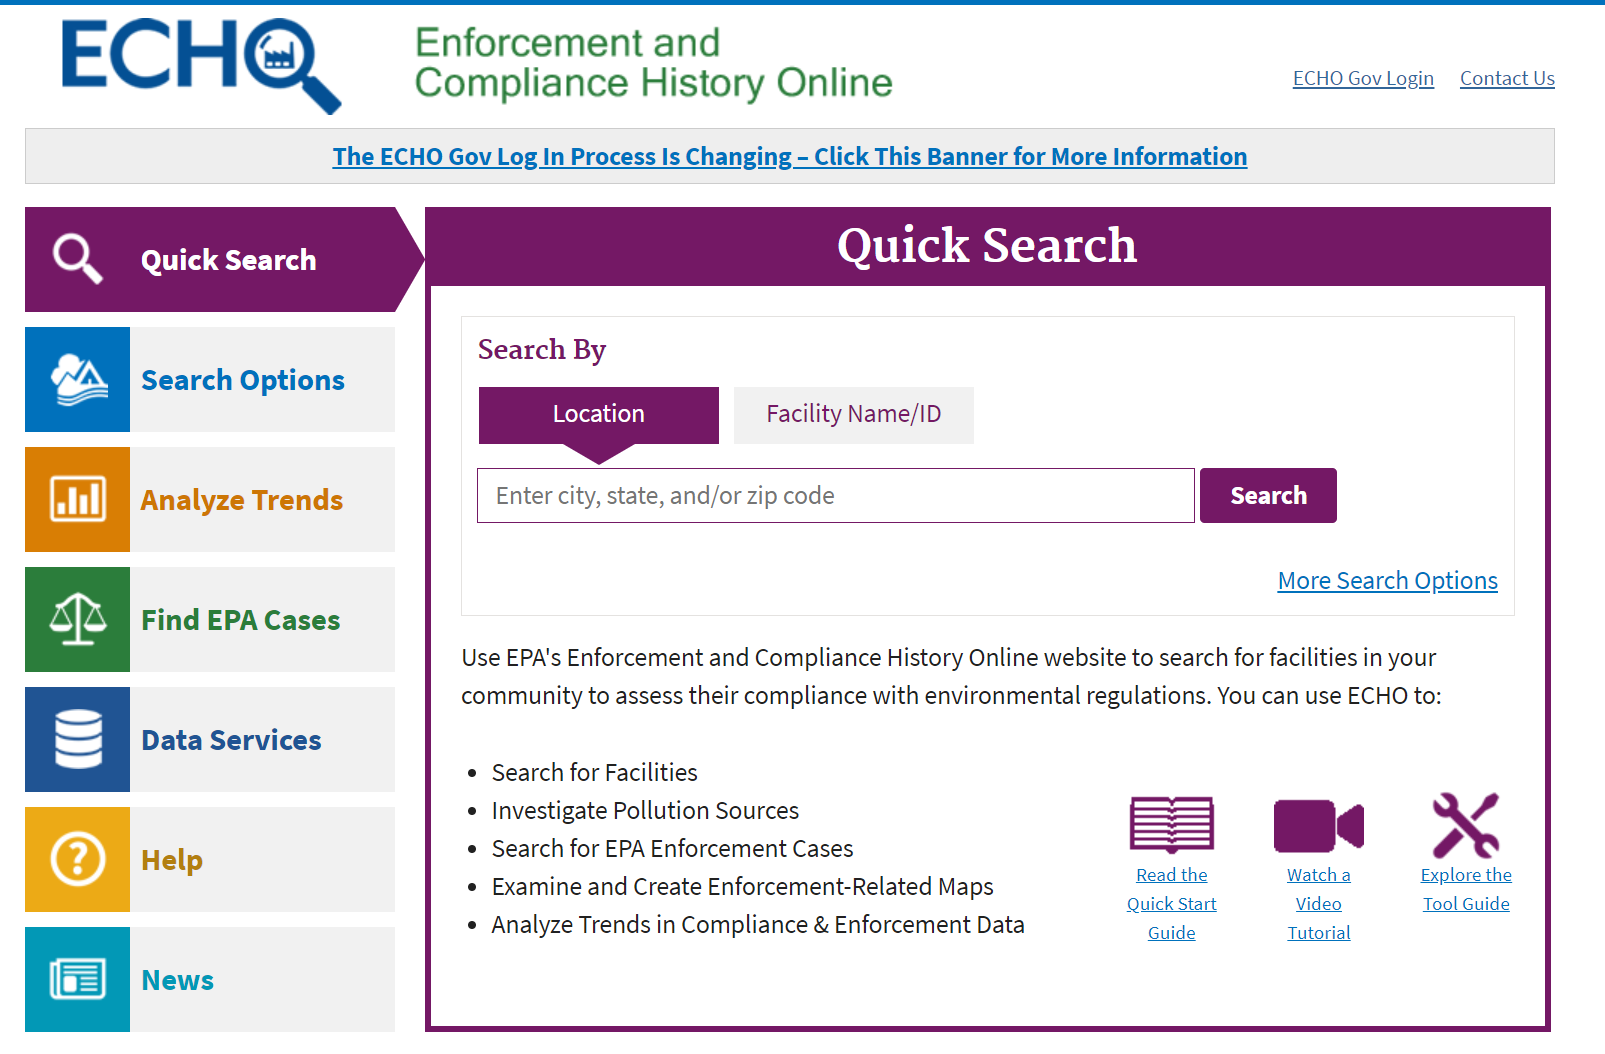 ECHO
Enforcement and
Compliance History Online
ECHO Gov Login
Contact Us
The ECHO Gov Log In Process Is Changing – Click This Banner for More Information
Quick Search
Search Options
Analyze Trends
Find EPA Cases
Data Services
Help
News
Quick Search
Search By
Location
Facility Name/ID
Enter city, state, and/or zip code
Search
More Search Options
Use EPA's Enforcement and Compliance History Online website to search for facilities in your
community to assess their compliance with environmental regulations. You can use ECHO to:
• Search for Facilities
• Investigate Pollution Sources
• Search for EPA Enforcement Cases
• Examine and Create Enforcement-Related Maps
• Analyze Trends in Compliance & Enforcement Data
Read the
Quick Start
Guide
Watch a
Video
Tutorial
Explore the
Tool Guide